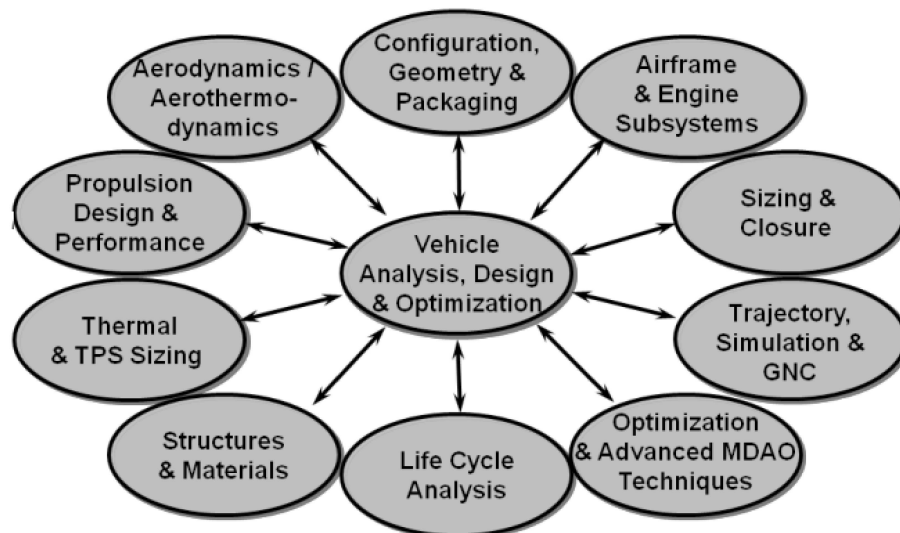 Configuration,
Geometry &
Packaging
Aerodynamics /
Aerothermo-
dynamics
Airframe
& Engine
Subsystems
Propulsion
Design &
Performance
Sizing &
Closure
Vehicle
Analysis, Design
& Optimization
Thermal
& TPS Sizing
Trajectory,
Simulation &
GNC
Structures
& Materials
Life Cycle
Analysis
Optimization
& Advanced MDAO
Techniques